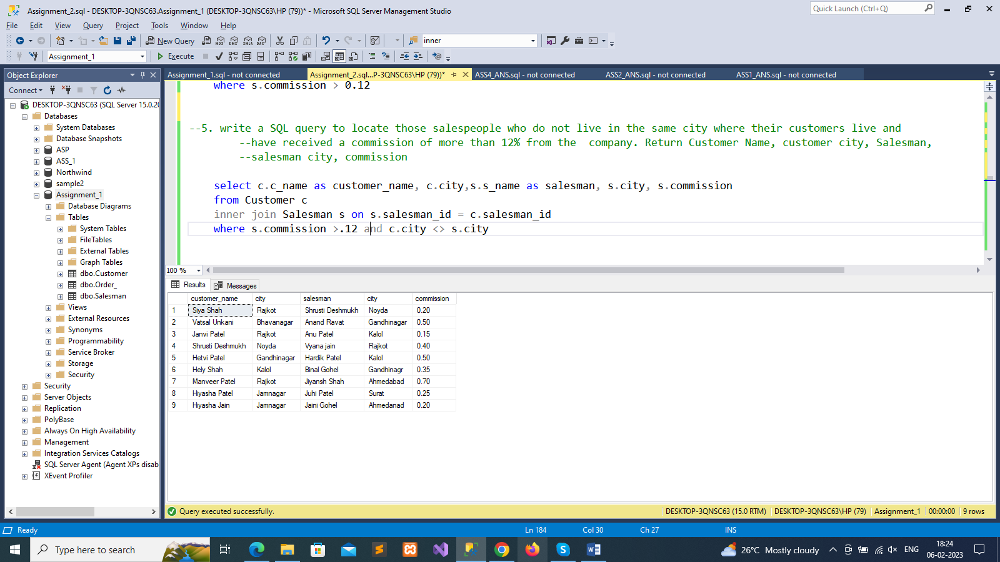 Assignment_2.sql - DESKTOP-3QNSC63.Assignment_1 (DESKTOP-3QNSC63\HP (79))* - Microsoft SQL Server Management Studio
Quick Launch (Ctrl+Q)
File Edit View Query Project Tools Window Help
New Query MDX DMX XMLA DAX inner
Assignment_1 Execute
Object Explorer
Assignment_1.sql - not connected Assignment_2.sql...P-3QNSC63\HP (79))* ASS4_ANS.sql - not connected ASS2_ANS.sql - not connected ASS1_ANS.sql - not connected
Connect
DESKTOP-3QNSC63 (SQL Server 15.0.20
Databases
System Databases
Database Snapshots
ASP
ASS_1
Northwind
sample2
Assignment_1
Database Diagrams
Tables
System Tables
FileTables
External Tables
Graph Tables
dbo.Customer
dbo.Order_
dbo.Salesman
Views
External Resources
Synonyms
Programmability
Service Broker
Storage
Security
Security
Server Objects
Replication
PolyBase
Always On High Availability
Management
Integration Services Catalogs
SQL Server Agent (Agent XPs disab
XEvent Profiler
where s.commission > 0.12
--5. write a SQL query to locate those salespeople who do not live in the same city where their customers live and
--have received a commission of more than 12% from the  company. Return Customer Name, customer city, Salesman,
--salesman city, commission
select c.c_name as customer_name, c.city,s.s_name as salesman, s.city, s.commission
from Customer c
inner join Salesman s on s.salesman_id = c.salesman_id
where s.commission >.12 and c.city <> s.city
100 %
Results Messages
customer_name city salesman city commission
1 Siya Shah Rajkot Shrusti Deshmukh Noyda 0.20
2 Vatsal Unkani Bhavanagar Anand Ravat Gandhinagar 0.50
3 Janvi Patel Rajkot Anu Patel Kalol 0.15
4 Shrusti Deshmukh Noyda Vyana jain Rajkot 0.40
5 Hetvi Patel Gandhinagar Hardik Patel Kalol 0.50
6 Hely Shah Kalol Binal Gohel Gandhinagr 0.35
7 Manveer Patel Rajkot Jiyansh Shah Ahmedabad 0.70
8 Hiyasha Patel Jamnagar Juhi Patel Surat 0.25
9 Hiyasha Jain Jamnagar Jaini Gohel Ahmedanad 0.20
Query executed successfully. DESKTOP-3QNSC63 (15.0 RTM) DESKTOP-3QNSC63\HP (79) Assignment_1 00:00:00 9 rows
Ready Ln 184 Col 30 Ch 27 INS
Type here to search
26°C Mostly cloudy ENG 18:24
06-02-2023